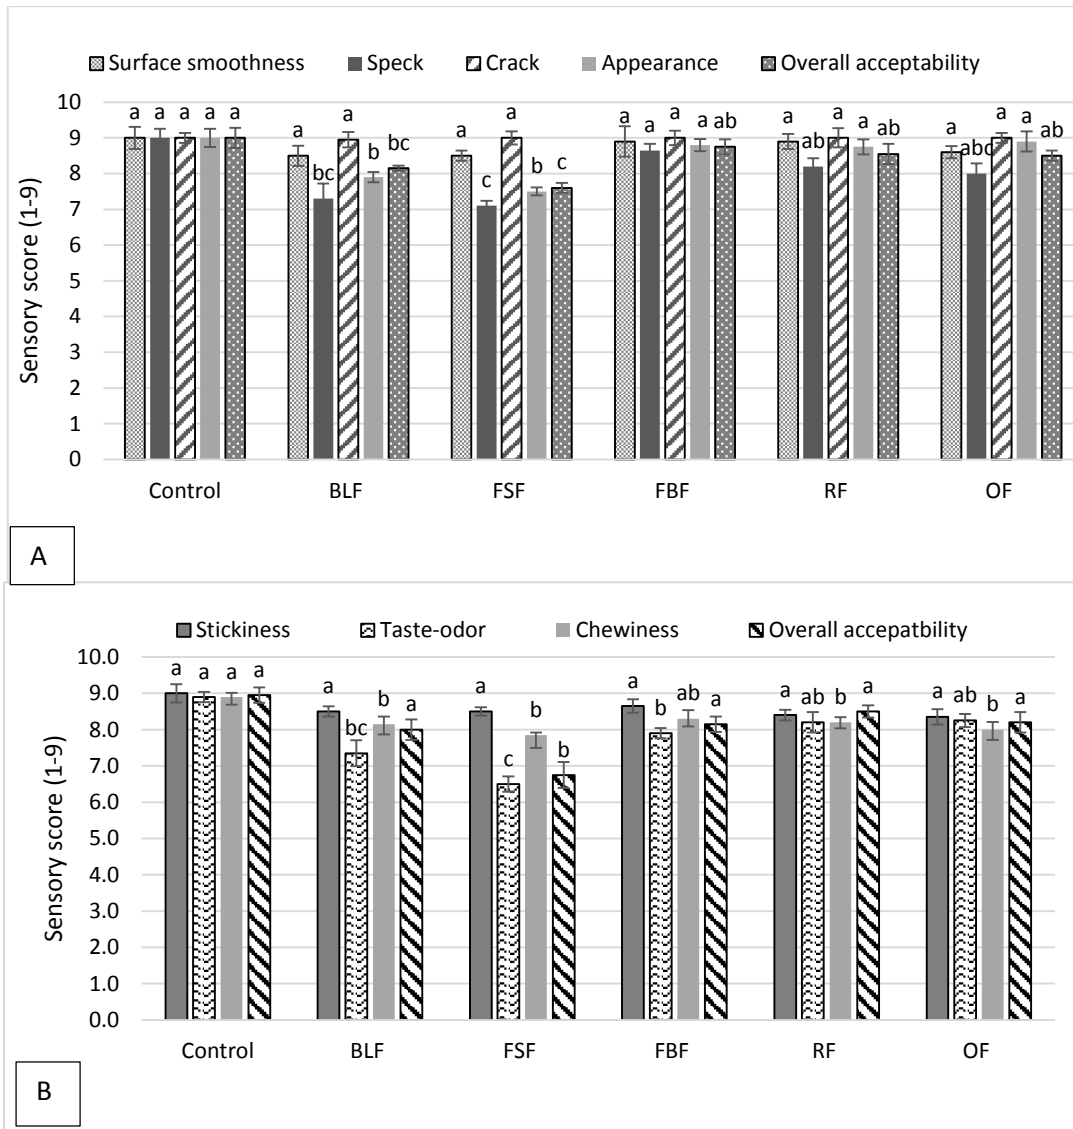 Surface smoothness Speck Crack Appearance Overall acceptability
10
9
8
7
6
5
4
3
2
1
0
Sensory score (1-9)
a a a a a
a bc a b bc
a c a b c
a a a a ab
a ab a a ab
a abc a a ab
Control BLF FSF FBF RF OF
A
Stickiness Taste-odor Chewiness Overall accepatbility
10.0
9.0
8.0
7.0
6.0
5.0
4.0
3.0
2.0
1.0
0.0
Sensory score (1-9)
a a a a
a bc b a
a c b b
a b ab a
a ab b a
a ab b a
Control BLF FSF FBF RF OF
B